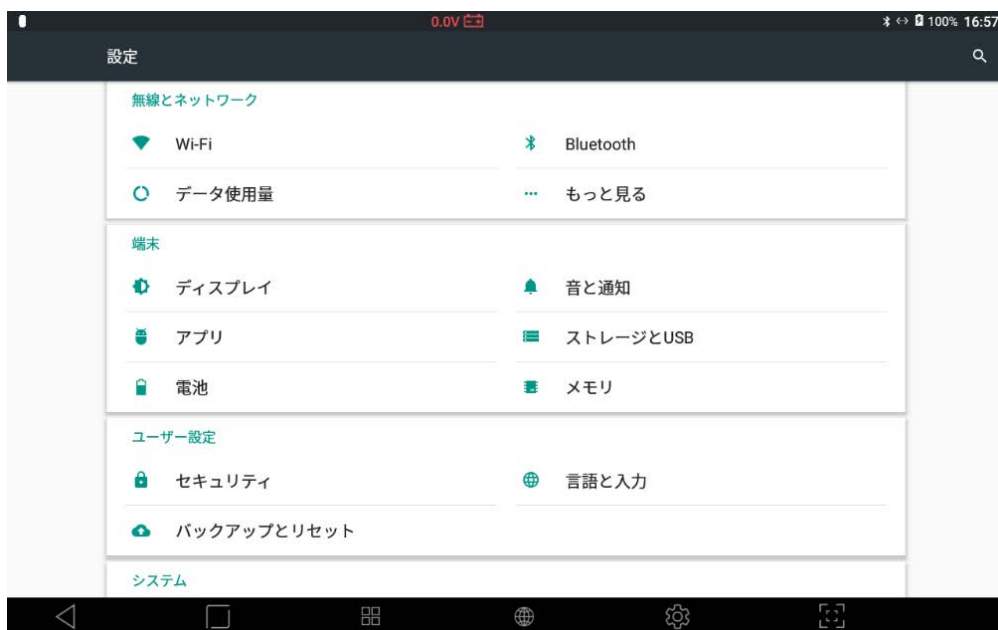 0.0V
100% 16:57
設定
無線とネットワーク
Wi-Fi
Bluetooth
データ使用量
もっと見る
端末
ディスプレイ
音と通知
アプリ
ストレージとUSB
電池
メモリ
ユーザー設定
セキュリティ
言語と入力
バックアップとリセット
システム